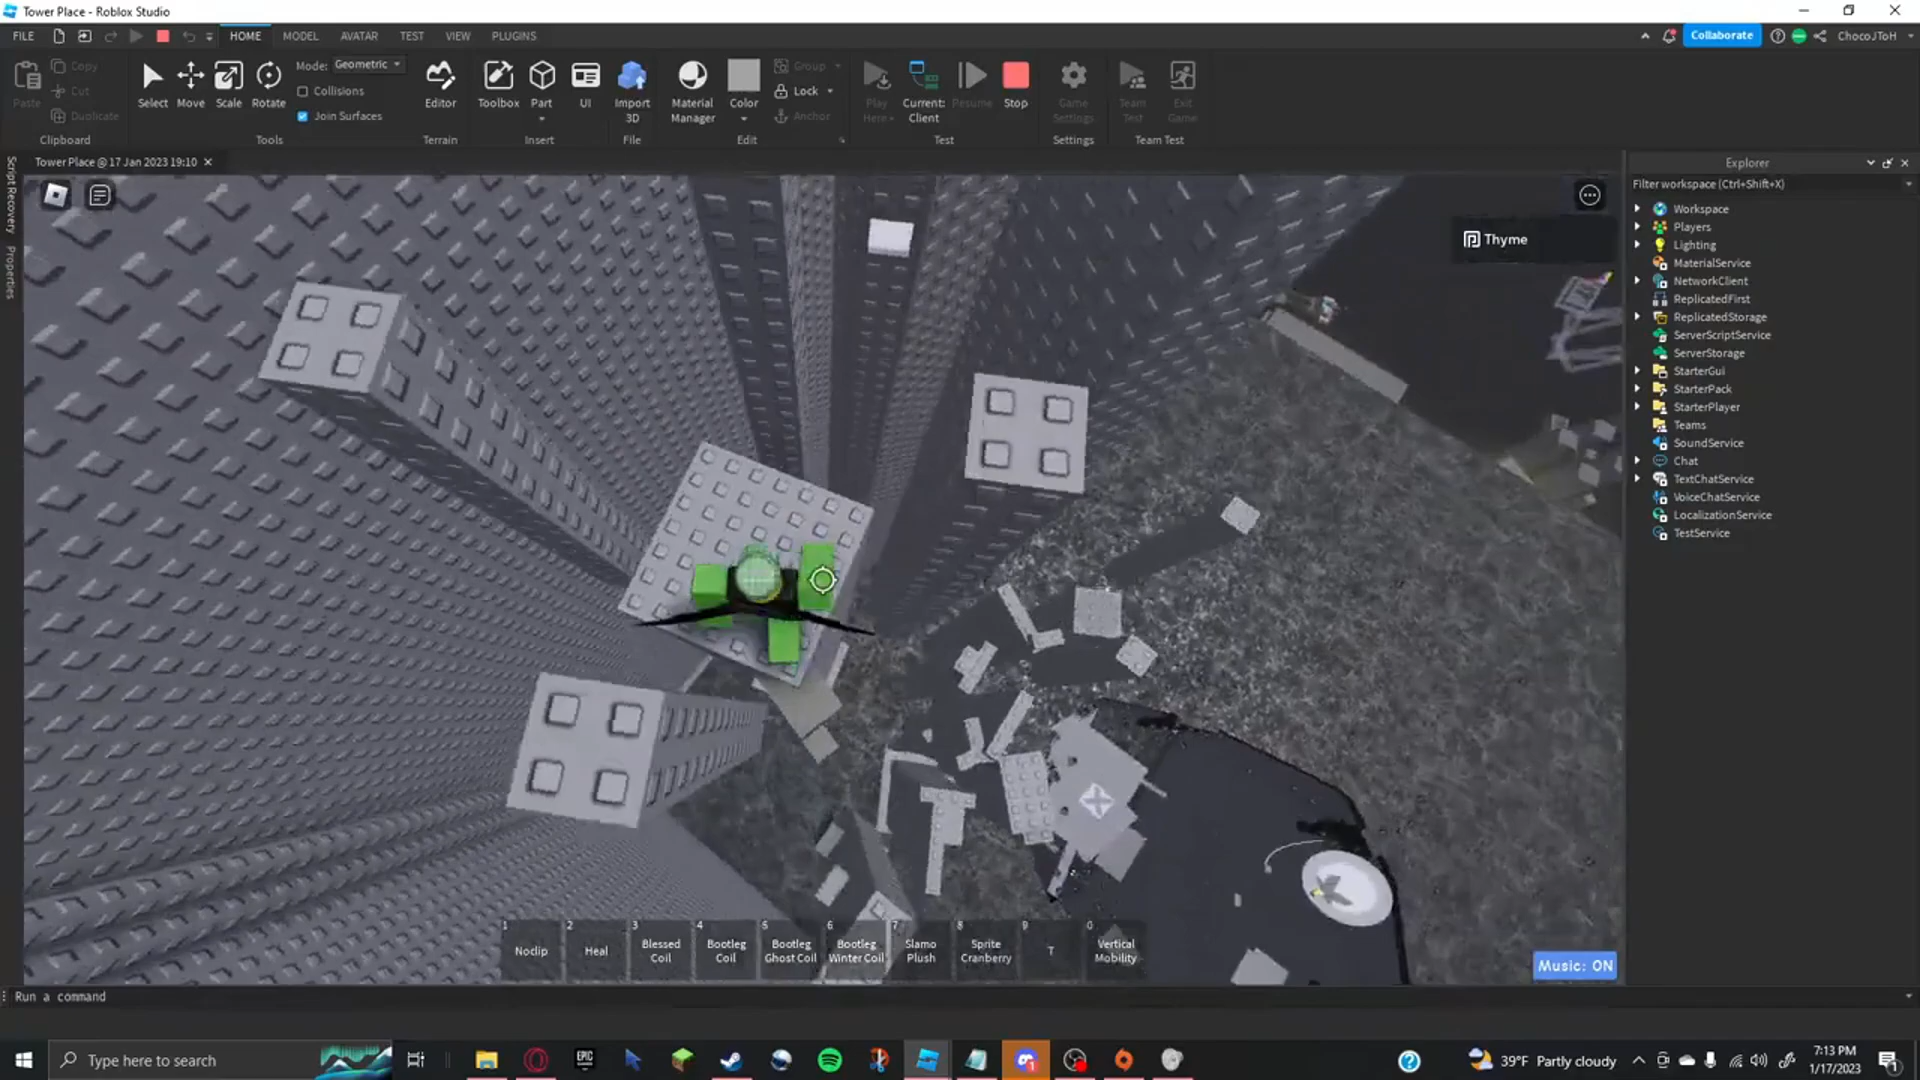 Tower Place - Roblox Studio
FILE HOME MODEL AVATAR TEST VIEW PLUGINS Collaborate ChocoJToH
Paste Copy Cut Duplicate Clipboard
Select Move Scale Rotate Mode: Geometric Collisions Join Surfaces Tools
Editor Terrain
Toolbox Part UI Insert
Import 3D File
Material Manager Color Group Lock Anchor Edit
Play Here Current: Client Resume Stop Test
Game Settings Settings
Team Test Exit Game Team Test
Tower Place @ 17 Jan 2023 19:10
Script Recovery
Properties
Thyme
Explorer
Filter workspace (Ctrl+Shift+X)
Workspace
Players
Lighting
MaterialService
NetworkClient
ReplicatedFirst
ReplicatedStorage
ServerScriptService
ServerStorage
StarterGui
StarterPack
StarterPlayer
Teams
SoundService
Chat
TextChatService
VoiceChatService
LocalizationService
TestService
1 Noclip
2 Heal
3 Blessed Coil
4 Bootleg Coil
5 Bootleg Ghost Coil
6 Bootleg Winter Coil
7 Slamo Plush
8 Sprite Cranberry
9 T
0 Vertical Mobility
Music: ON
Run a command
Type here to search
EPIC
1
39°F Partly cloudy
7:13 PM
1/17/2023
1